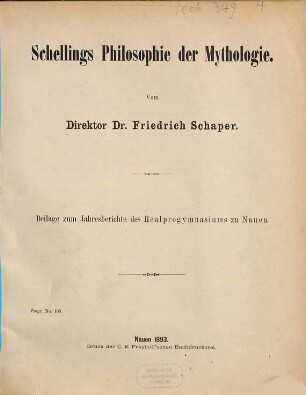 Schellings Philosophie der Mythologie.
Vom
Direktor Dr. Friedrich Schaper.
Beilage zum Jahresberichte des Realprogymnasiums zu Nauen.
Progr. No. 109.
Nauen 1893.
Druck der C. E. Freyhoff'schen Buchdruckerei.